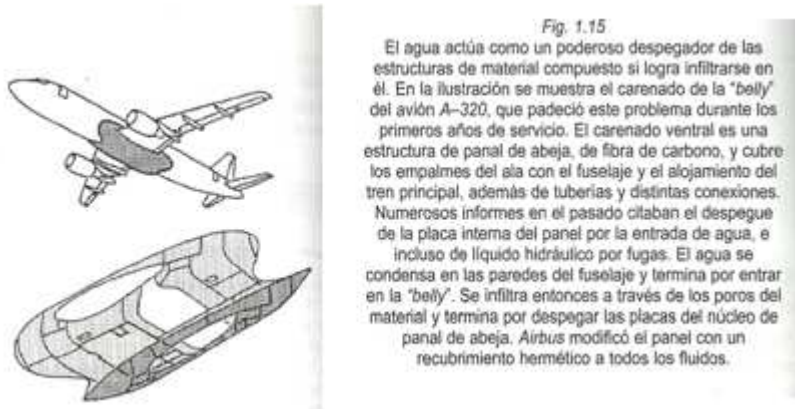 Fig. 1.15
El agua actúa como un poderoso despegador de las
estructuras de material compuesto si logra infiltrarse en
él. En la ilustración se muestra el carenado de la "belly"
del avión A–320, que padeció este problema durante los
primeros años de servicio. El carenado ventral es una
estructura de panal de abeja, de fibra de carbono, y cubre
los empalmes del ala con el fuselaje y el alojamiento del
tren principal, además de tuberías y distintas conexiones.
Numerosos informes en el pasado citaban el despegue
de la placa interna del panel por la entrada de agua, e
incluso de líquido hidráulico por fugas. El agua se
condensa en las paredes del fuselaje y termina por entrar
en la "belly". Se infiltra entonces a través de los poros del
material y termina por despegar las placas del núcleo de
panal de abeja. Airbus modificó el panel con un
recubrimiento hermético a todos los fluidos.